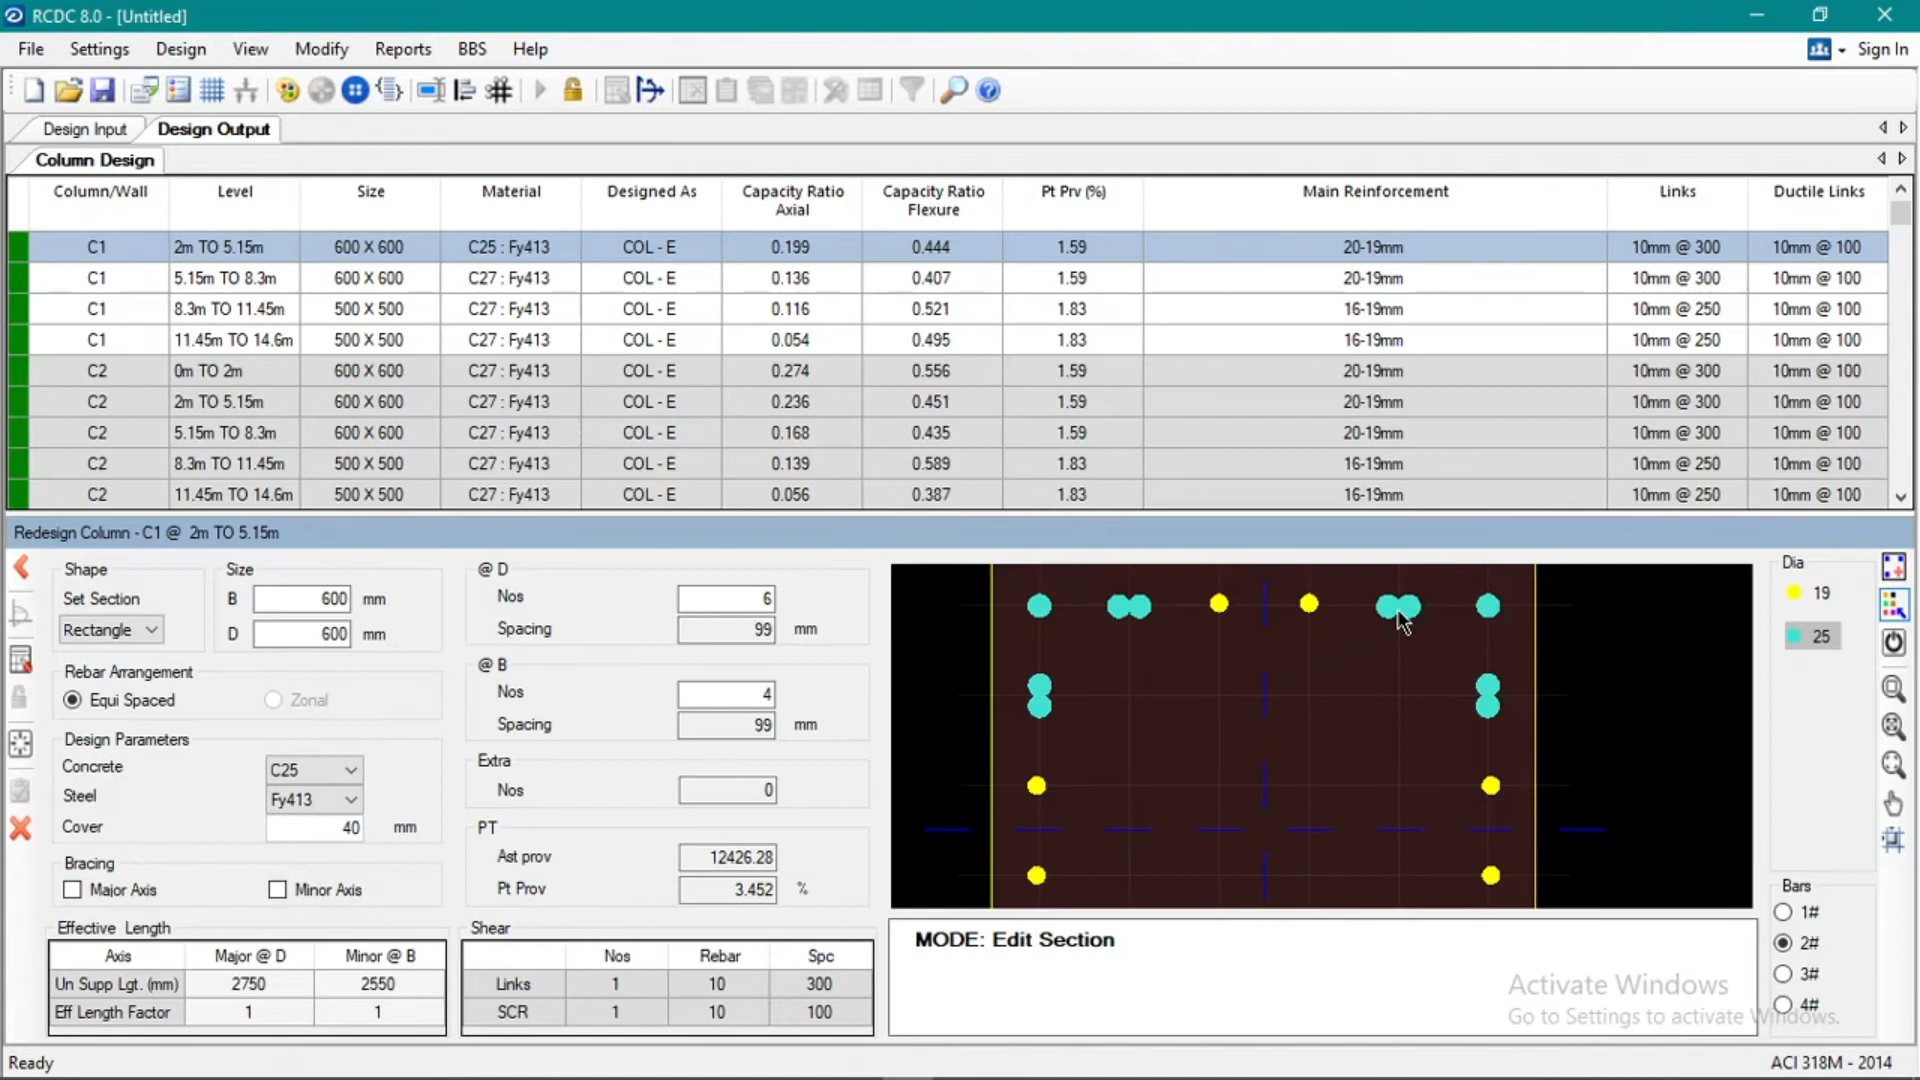 RCDC 8.0 - [Untitled]
File Settings Design View Modify Reports BBS Help Sign In
Design Input Design Output
Column Design
Column/Wall Level Size Material Designed As Capacity Ratio Axial Capacity Ratio Flexure Pt Prv (%) Main Reinforcement Links Ductile Links
C1 2m TO 5.15m 600 X 600 C25 : Fy413 COL - E 0.199 0.444 1.59 20-19mm 10mm @ 300 10mm @ 100
C1 5.15m TO 8.3m 600 X 600 C27 : Fy413 COL - E 0.136 0.407 1.59 20-19mm 10mm @ 300 10mm @ 100
C1 8.3m TO 11.45m 500 X 500 C27 : Fy413 COL - E 0.116 0.521 1.83 16-19mm 10mm @ 250 10mm @ 100
C1 11.45m TO 14.6m 500 X 500 C27 : Fy413 COL - E 0.054 0.495 1.83 16-19mm 10mm @ 250 10mm @ 100
C2 0m TO 2m 600 X 600 C27 : Fy413 COL - E 0.274 0.556 1.59 20-19mm 10mm @ 300 10mm @ 100
C2 2m TO 5.15m 600 X 600 C27 : Fy413 COL - E 0.236 0.451 1.59 20-19mm 10mm @ 300 10mm @ 100
C2 5.15m TO 8.3m 600 X 600 C27 : Fy413 COL - E 0.168 0.435 1.59 20-19mm 10mm @ 300 10mm @ 100
C2 8.3m TO 11.45m 500 X 500 C27 : Fy413 COL - E 0.139 0.589 1.83 16-19mm 10mm @ 250 10mm @ 100
C2 11.45m TO 14.6m 500 X 500 C27 : Fy413 COL - E 0.056 0.387 1.83 16-19mm 10mm @ 250 10mm @ 100
Redesign Column - C1 @ 2m TO 5.15m
Shape
Set Section
Rectangle
Size
B 600 mm
D 600 mm
Rebar Arrangement
Equi Spaced Zonal
Design Parameters
Concrete C25
Steel Fy413
Cover 40 mm
Bracing
Major Axis Minor Axis
Effective Length
Axis Major @ D Minor @ B
Un Supp Lgt. (mm) 2750 2550
Eff Length Factor 1 1
@ D
Nos 6
Spacing 99 mm
@ B
Nos 4
Spacing 99 mm
Extra
Nos 0
PT
Ast prov 12426.28
Pt Prov 3.452 %
Shear
Nos Rebar Spc
Links 1 10 300
SCR 1 10 100
MODE: Edit Section
Dia
19
25
Bars
1#
2#
3#
4#
Activate Windows
Go to Settings to activate Windows.
Ready ACI 318M - 2014